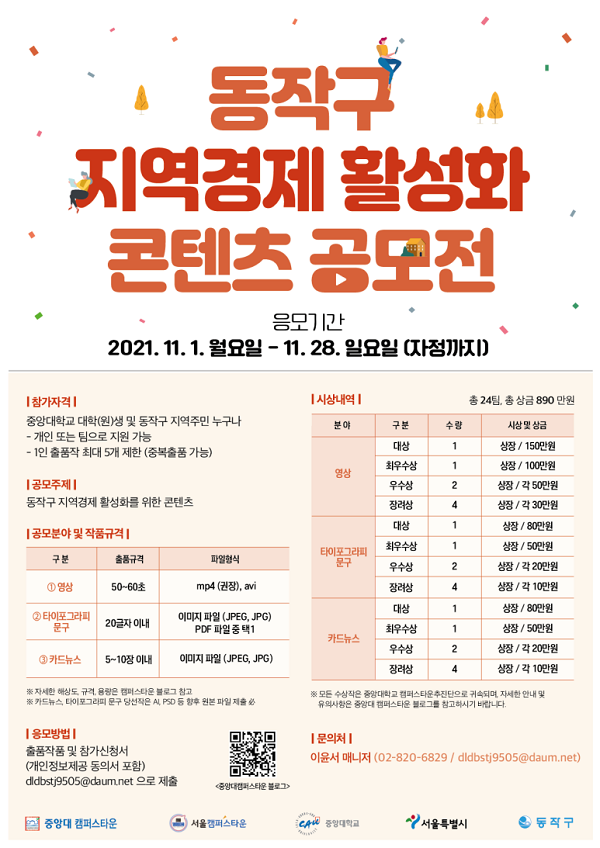 동작구
지역경제 활성화
콘텐츠 공모전
응모기간
2021. 11. 1. 월요일 - 11. 28. 일요일 (자정까지)
| 참가자격 |
중앙대학교 대학(원)생 및 동작구 지역주민 누구나
- 개인 또는 팀으로 지원 가능
- 1인 출품작 최대 5개 제한 (중복출품 가능)
| 공모주제 |
동작구 지역경제 활성화를 위한 콘텐츠
| 공모분야 및 작품규격 |
구 분 출품규격 파일형식
① 영상 50~60초 mp4 (권장), avi
② 타이포그라피 문구 20글자 이내 이미지 파일 (JPEG, JPG)
PDF 파일 중 택1
③ 카드뉴스 5~10장 이내 이미지 파일 (JPEG, JPG)
※ 자세한 해상도, 규격, 용량은 캠퍼스타운 블로그 참고
※ 카드뉴스, 타이포그라피 문구 당선작은 AI, PSD 등 향후 원본 파일 제출 必
| 응모방법 |
출품작품 및 참가신청서
(개인정보제공 동의서 포함)
dldbstj9505@daum.net 으로 제출
<중앙대캠퍼스타운 블로그>
| 시상내역 | 총 24팀, 총 상금 890 만원
분 야 구 분 수 량 시상 및 상금
영상
대상 1 상장 / 150만원
최우수상 1 상장 / 100만원
우수상 2 상장 / 각 50만원
장려상 4 상장 / 각 30만원
타이포그라피
문구
대상 1 상장 / 80만원
최우수상 1 상장 / 50만원
우수상 2 상장 / 각 20만원
장려상 4 상장 / 각 10만원
카드뉴스
대상 1 상장 / 80만원
최우수상 1 상장 / 50만원
우수상 2 상장 / 각 20만원
장려상 4 상장 / 각 10만원
※ 모든 수상작은 중앙대학교 캠퍼스타운추진단으로 귀속되며, 자세한 안내 및
유의사항은 중앙대 캠퍼스타운 블로그를 참고하시기 바랍니다.
| 문의처 |
이윤서 매니저 (02-820-6829 / dldbstj9505@daum.net)
중앙대 캠퍼스타운 서울캠퍼스타운 CAU 중앙대학교 서울특별시 동작구